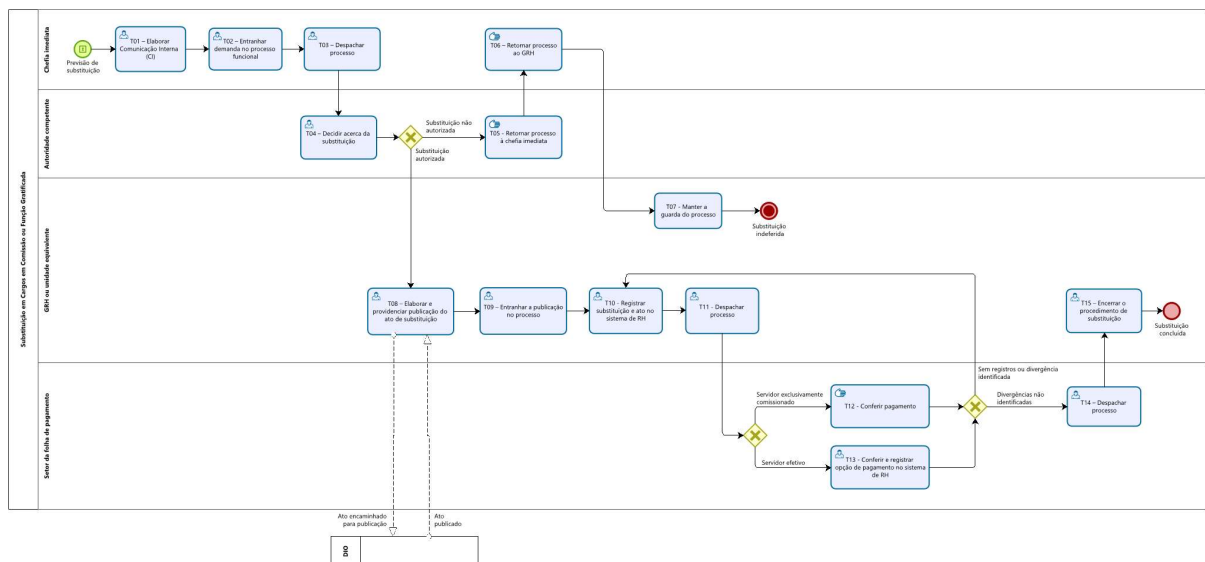 Substituição em Cargos em Comissão ou Função Gratificada
Chefia imediata
Previsão de
substituição
T01 – Elaborar
Comunicação Interna
(CI)
T02 – Entranhar
demanda no processo
funcional
T03 – Despachar
processo
T06 – Retornar processo
ao GRH
Autoridade competente
T04 – Decidir acerca da
substituição
Substituição não
autorizada
Substituição
autorizada
T05 - Retornar processo
à chefia imediata
GRH ou unidade equivalente
T07 - Manter a
guarda do processo
Substituição
indeferida
T08 – Elaborar e
providenciar publicação do
ato de substituição
T09 – Entranhar a publicação
no processo
T10 - Registrar
substituição e ato no
sistema de RH
T11 - Despachar
processo
T15 – Encerrar o
procedimento de
substituição
Substituição
concluída
Setor da folha de pagamento
Servidor exclusivamente
comissionado
Servidor efetivo
T12 - Conferir pagamento
T13 - Conferir e registrar
opção de pagamento no sistema
de RH
Sem registros ou divergência
identificada
Divergências não
identificadas
T14 – Despachar
processo
Ato encaminhado
para publicação
Ato
publicado
DIO